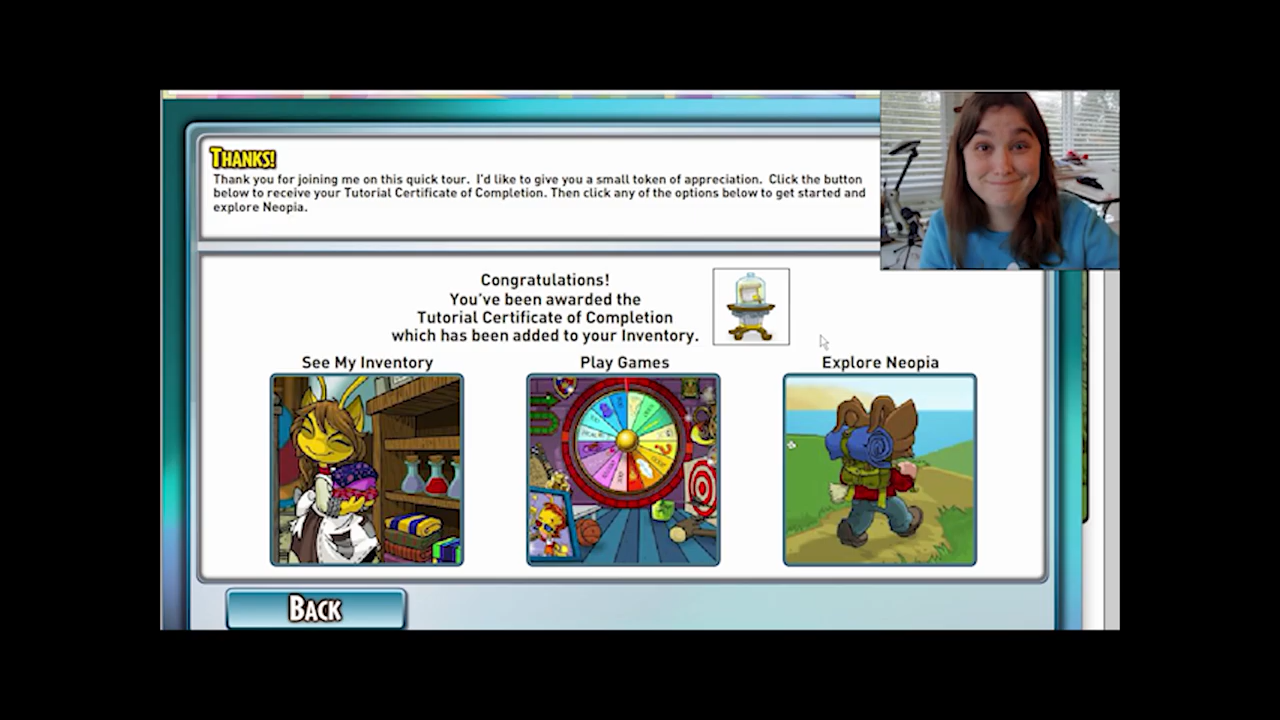 THANKS!
Thank you for joining me on this quick tour. I'd like to give you a small token of appreciation. Click the button
below to receive your Tutorial Certificate of Completion. Then click any of the options below to get started and
explore Neopia.
Congratulations!
You've been awarded the
Tutorial Certificate of Completion
which has been added to your Inventory.
See My Inventory
Play Games
Explore Neopia
BACK